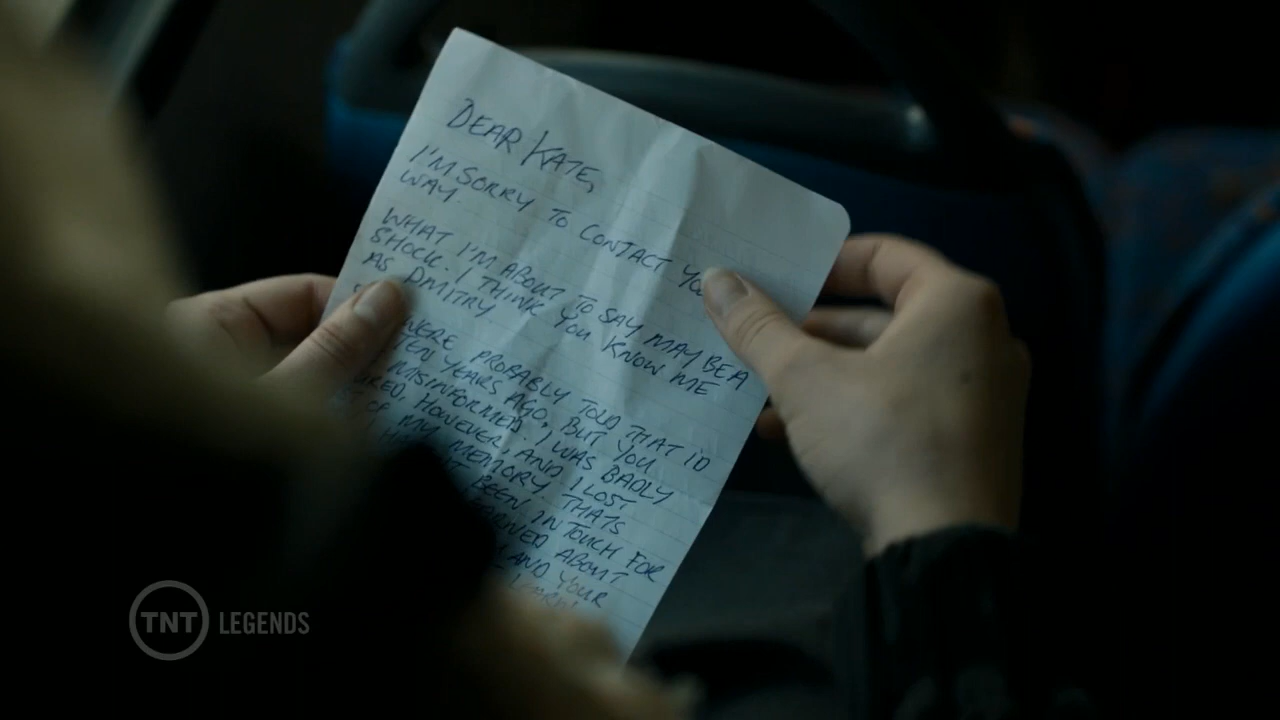 DEAR KATE,
I'M SORRY TO CONTACT YOU
WAY.
WHAT I'M ABOUT TO SAY MAY BE A
SHOCK. I THINK YOU KNOW ME
AS DMITRY
WERE PROBABLY TOLD THAT I'D
TEN YEARS AGO, BUT YOU
MISINFORMED. I WAS BADLY
HOWEVER, AND I LOST
OF MY MEMORY. THATS
BEEN IN TOUCH FOR
ABOUT
AND YOUR
TNT LEGENDS